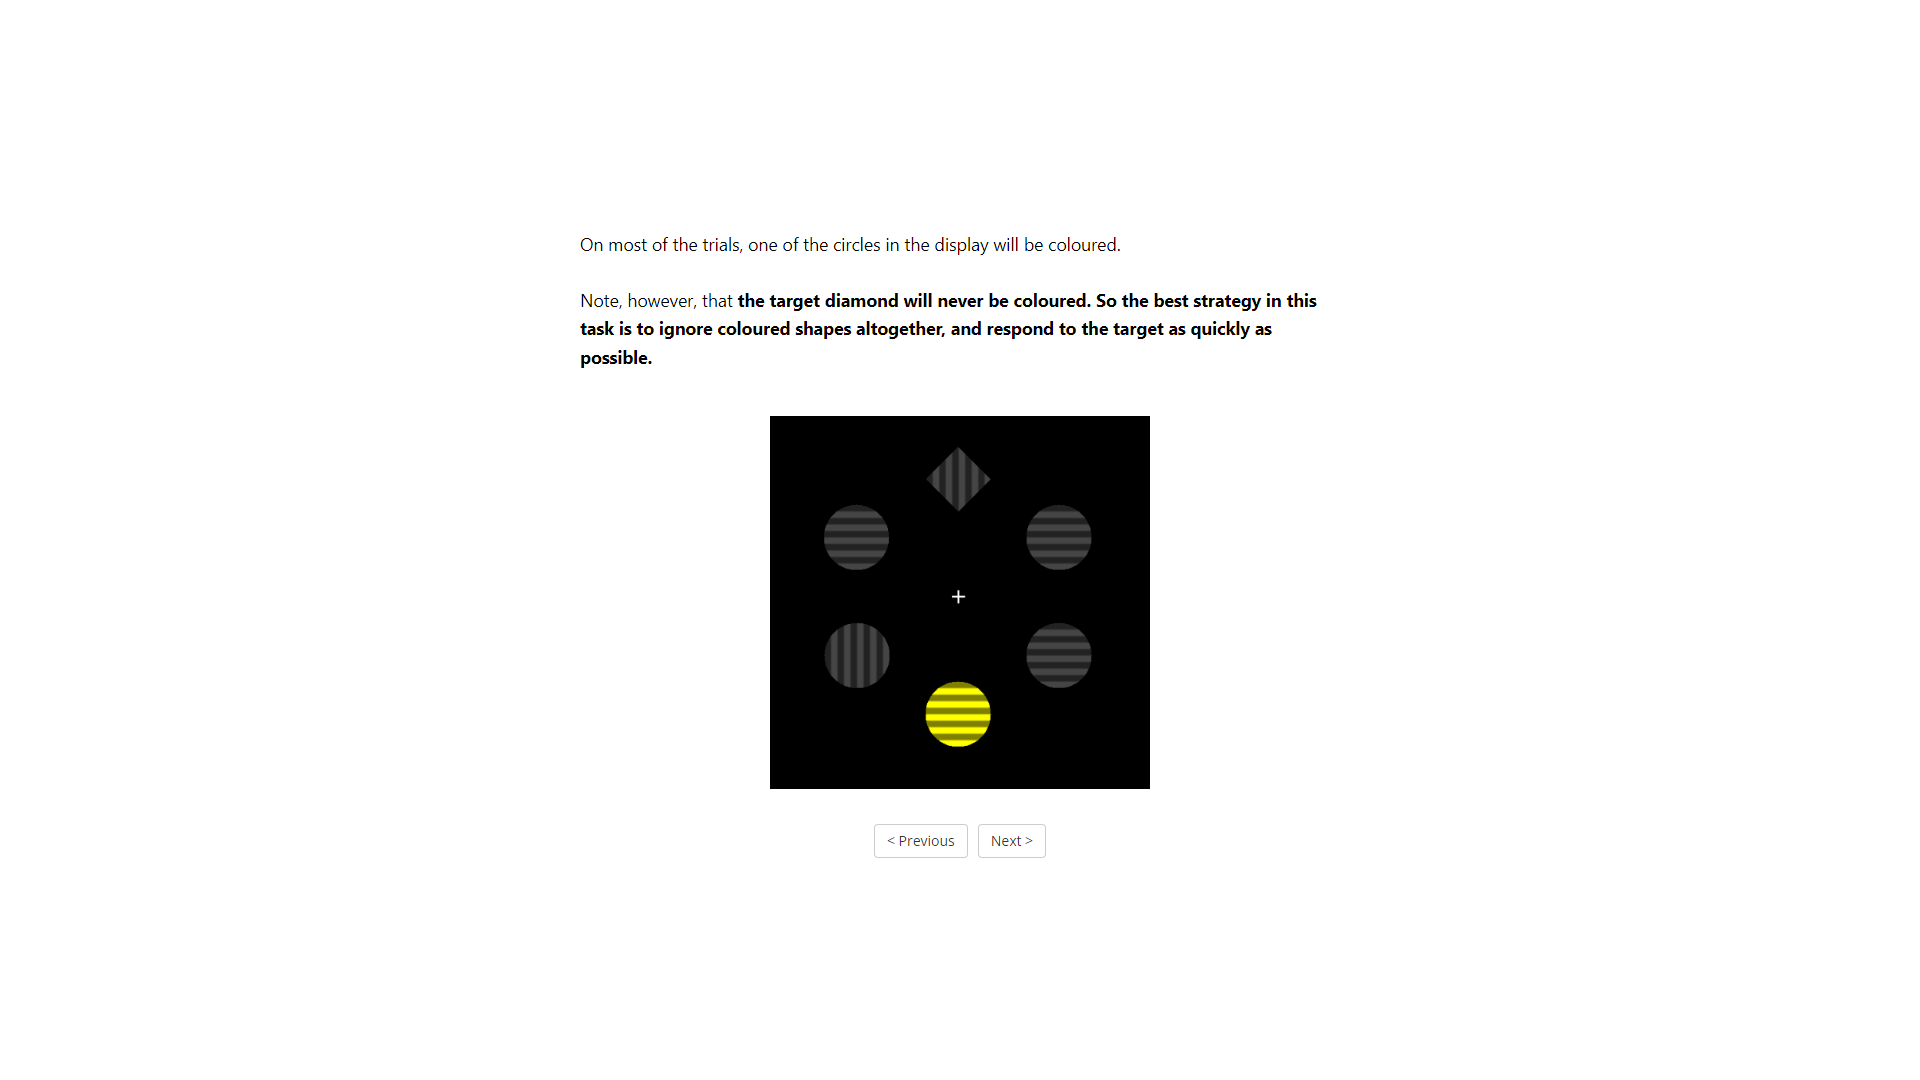 On most of the trials, one of the circles in the display will be coloured.
Note, however, that the target diamond will never be coloured. So the best strategy in this
task is to ignore coloured shapes altogether, and respond to the target as quickly as
possible.
< Previous
Next >